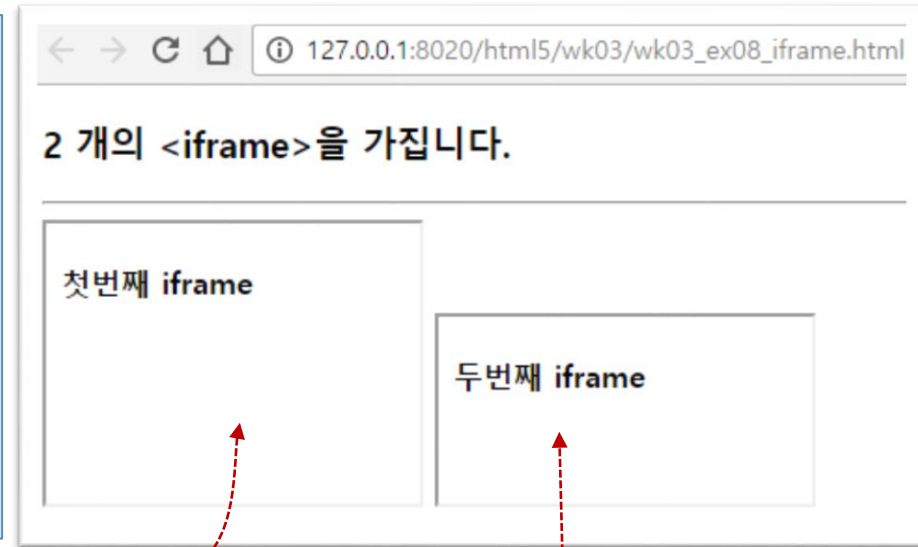 127.0.0.1:8020/html5/wk03/wk03_ex08_iframe.html
2 개의 <iframe>을 가집니다.
첫번째 iframe
두번째 iframe